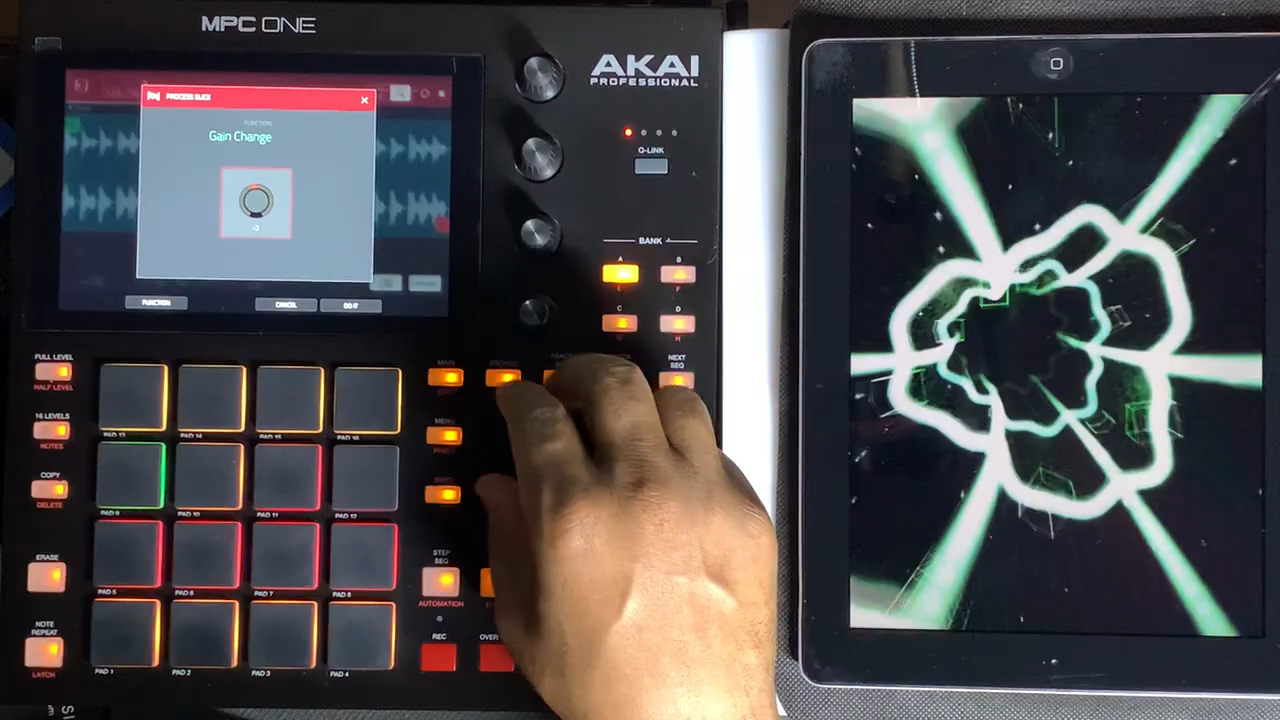 MPC ONE
AKAI
PROFESSIONAL
PROCESS SLICE
FUNCTION
Gain Change
FUNCTION
CANCEL
DO IT
Q-LINK
BANK
A
B
E
F
C
D
H
FULL LEVEL
HALF LEVEL
16 LEVELS
NOTES
COPY
DELETE
ERASE
NOTE
REPEAT
LATCH
MAIN
MENU
SHIFT
NEXT
SEQ
STEP
SEQ
AUTOMATION
REC
OVER
PAD 13
PAD 14
PAD 15
PAD 16
PAD 9
PAD 10
PAD 11
PAD 12
PAD 5
PAD 6
PAD 7
PAD 8
PAD 1
PAD 2
PAD 3
PAD 4